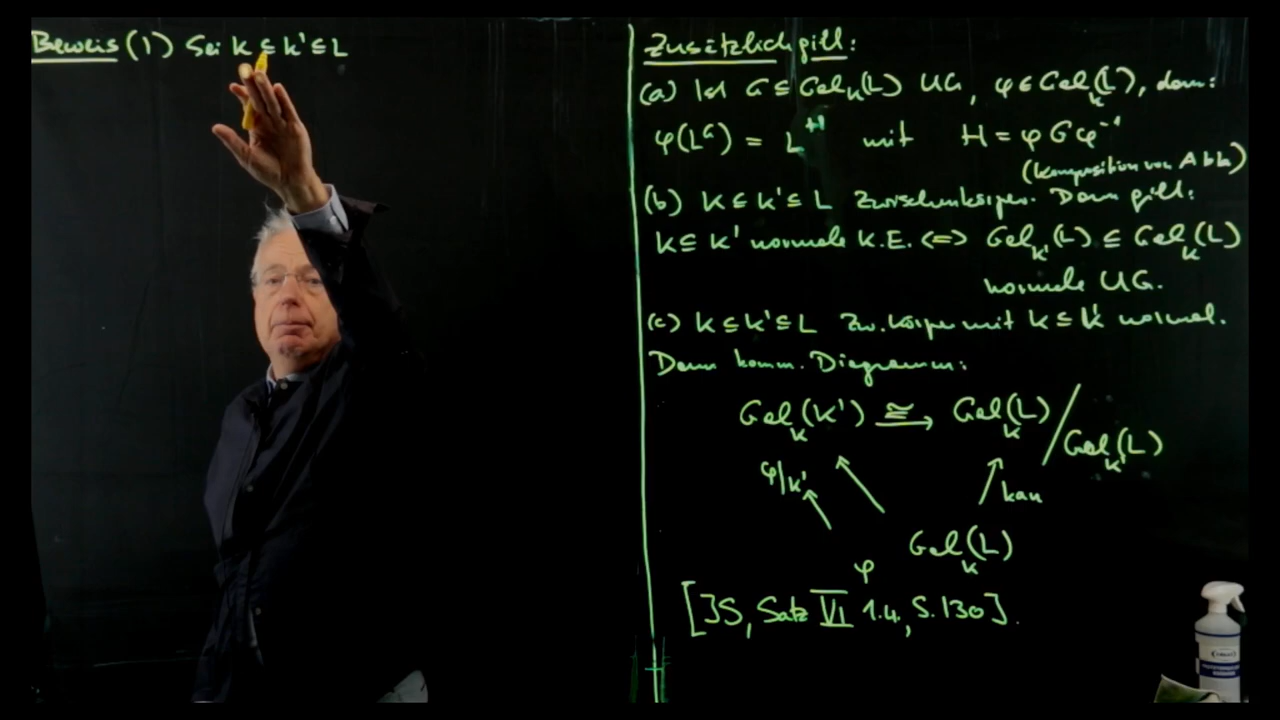 Beweis (1) Sei K ⊆ K' ⊆ L
Zusätzlich gilt:
(a) Ist G ⊆ Gal_K(L) UG, φ ∈ Gal_K(L), dann:
φ(L^G) = L^H mit H = φGφ⁻¹
(Komposition von Abb.)
(b) K ⊆ K' ⊆ L Zwischenkörper. Dann gilt:
K ⊆ K' normale K.E. ⇔ Gal_K'(L) ⊆ Gal_K(L)
normale UG.
(c) K ⊆ K' ⊆ L Zw.körper mit K ⊆ K' normal.
Dann komm. Diagramm:
Gal_K(K') ≅→ Gal_K(L) / Gal_K'(L)
φ/K' kan
Gal_K(L)
φ
[JS, Satz VI 1.4., S. 130].